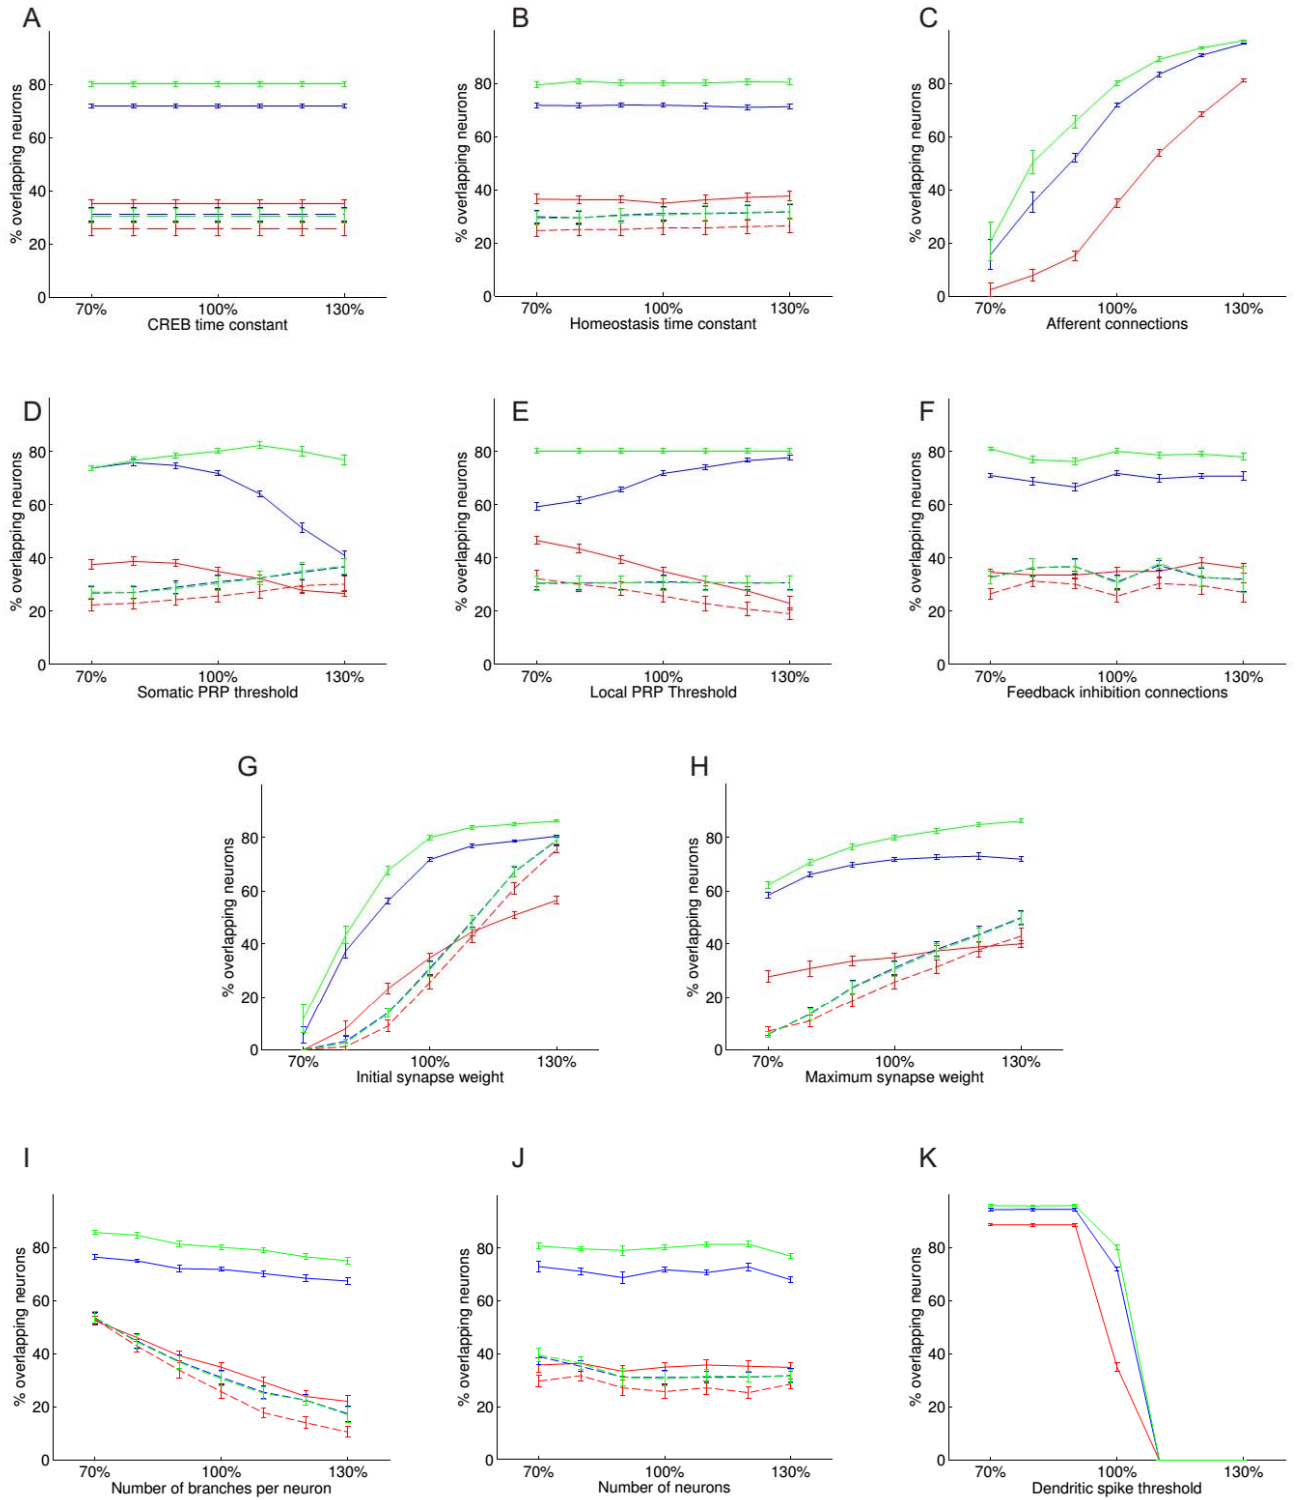 A
% overlapping neurons
80
60
40
20
0
70%
100%
130%
CREB time constant
B
% overlapping neurons
80
60
40
20
0
70%
100%
130%
Homeostasis time constant
C
% overlapping neurons
80
60
40
20
0
70%
100%
130%
Afferent connections
D
% overlapping neurons
80
60
40
20
0
70%
100%
130%
Somatic PRP threshold
E
% overlapping neurons
80
60
40
20
0
70%
100%
130%
Local PRP Threshold
F
% overlapping neurons
80
60
40
20
0
70%
100%
130%
Feedback inhibition connections
G
% overlapping neurons
80
60
40
20
0
70%
100%
130%
Initial synapse weight
H
% overlapping neurons
80
60
40
20
0
70%
100%
130%
Maximum synapse weight
I
% overlapping neurons
80
60
40
20
0
70%
100%
130%
Number of branches per neuron
J
% overlapping neurons
80
60
40
20
0
70%
100%
130%
Number of neurons
K
% overlapping neurons
80
60
40
20
0
70%
100%
130%
Dendritic spike threshold